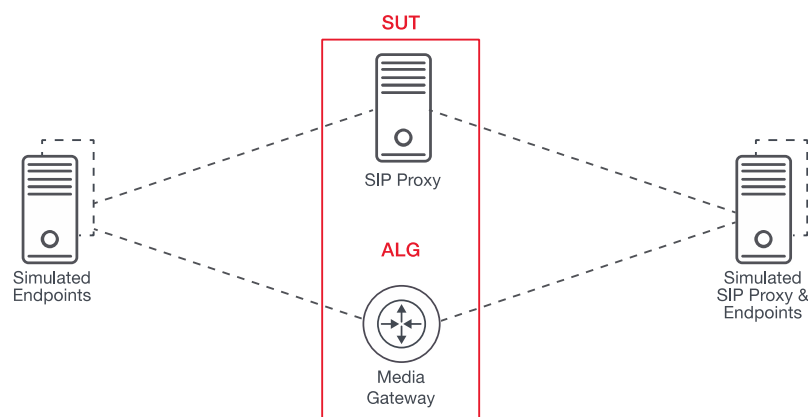 SUT
SIP Proxy
Simulated
Endpoints
ALG
Simulated
SIP Proxy &
Endpoints
Media
Gateway